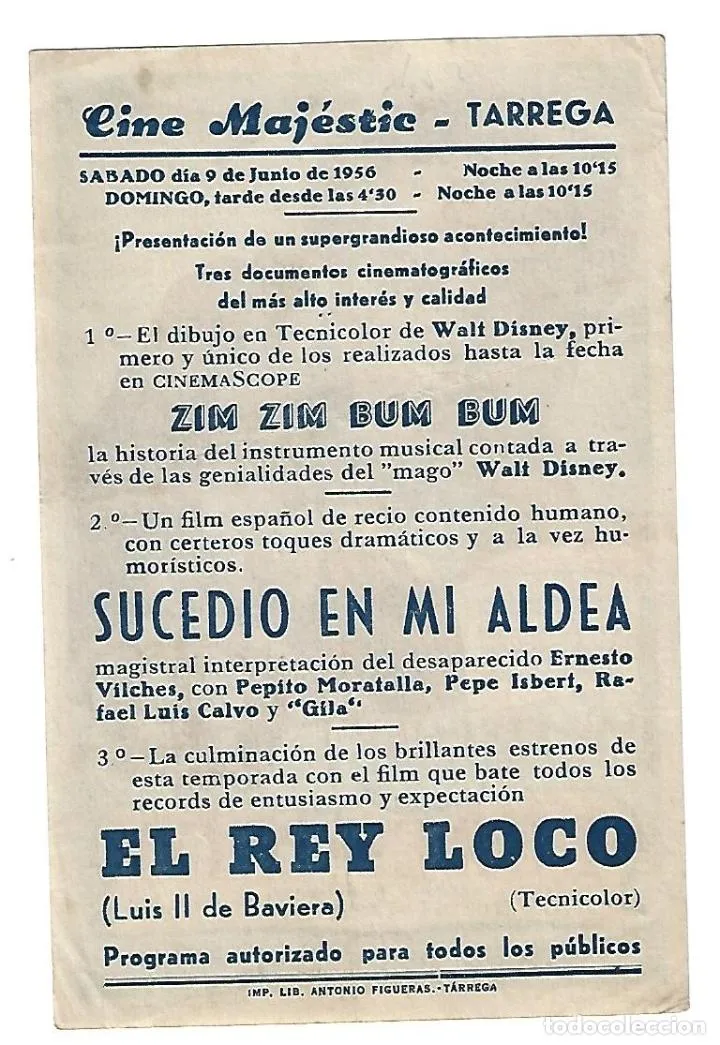 Cine Majéstic - TARREGA
SABADO día 9 de Junio de 1956 - Noche a las 10'15
DOMINGO, tarde desde las 4'30 - Noche a las 10'15
¡Presentación de un supergrandioso acontecimiento!
Tres documentos cinematográficos
del más alto interés y calidad
1º—El dibujo en Tecnicolor de Walt Disney, pri-
mero y único de los realizados hasta la fecha
en CINEMASCOPE
ZIM ZIM BUM BUM
la historia del instrumento musical contada a tra-
vés de las genialidades del "mago" Walt Disney.
2.º—Un film español de recio contenido humano,
con certeros toques dramáticos y a la vez hu-
morísticos.
SUCEDIO EN MI ALDEA
magistral interpretación del desaparecido Ernesto
Vilches, con Pepito Moratalla, Pepe Isbert, Ra-
fael Luis Calvo y "Gila"
3.º—La culminación de los brillantes estrenos de
esta temporada con el film que bate todos los
records de entusiasmo y expectación
EL REY LOCO
(Luis II de Baviera) (Tecnicolor)
Programa autorizado para todos los públicos
IMP. LIB. ANTONIO FIGUERAS.-TÁRREGA
todocoleccion